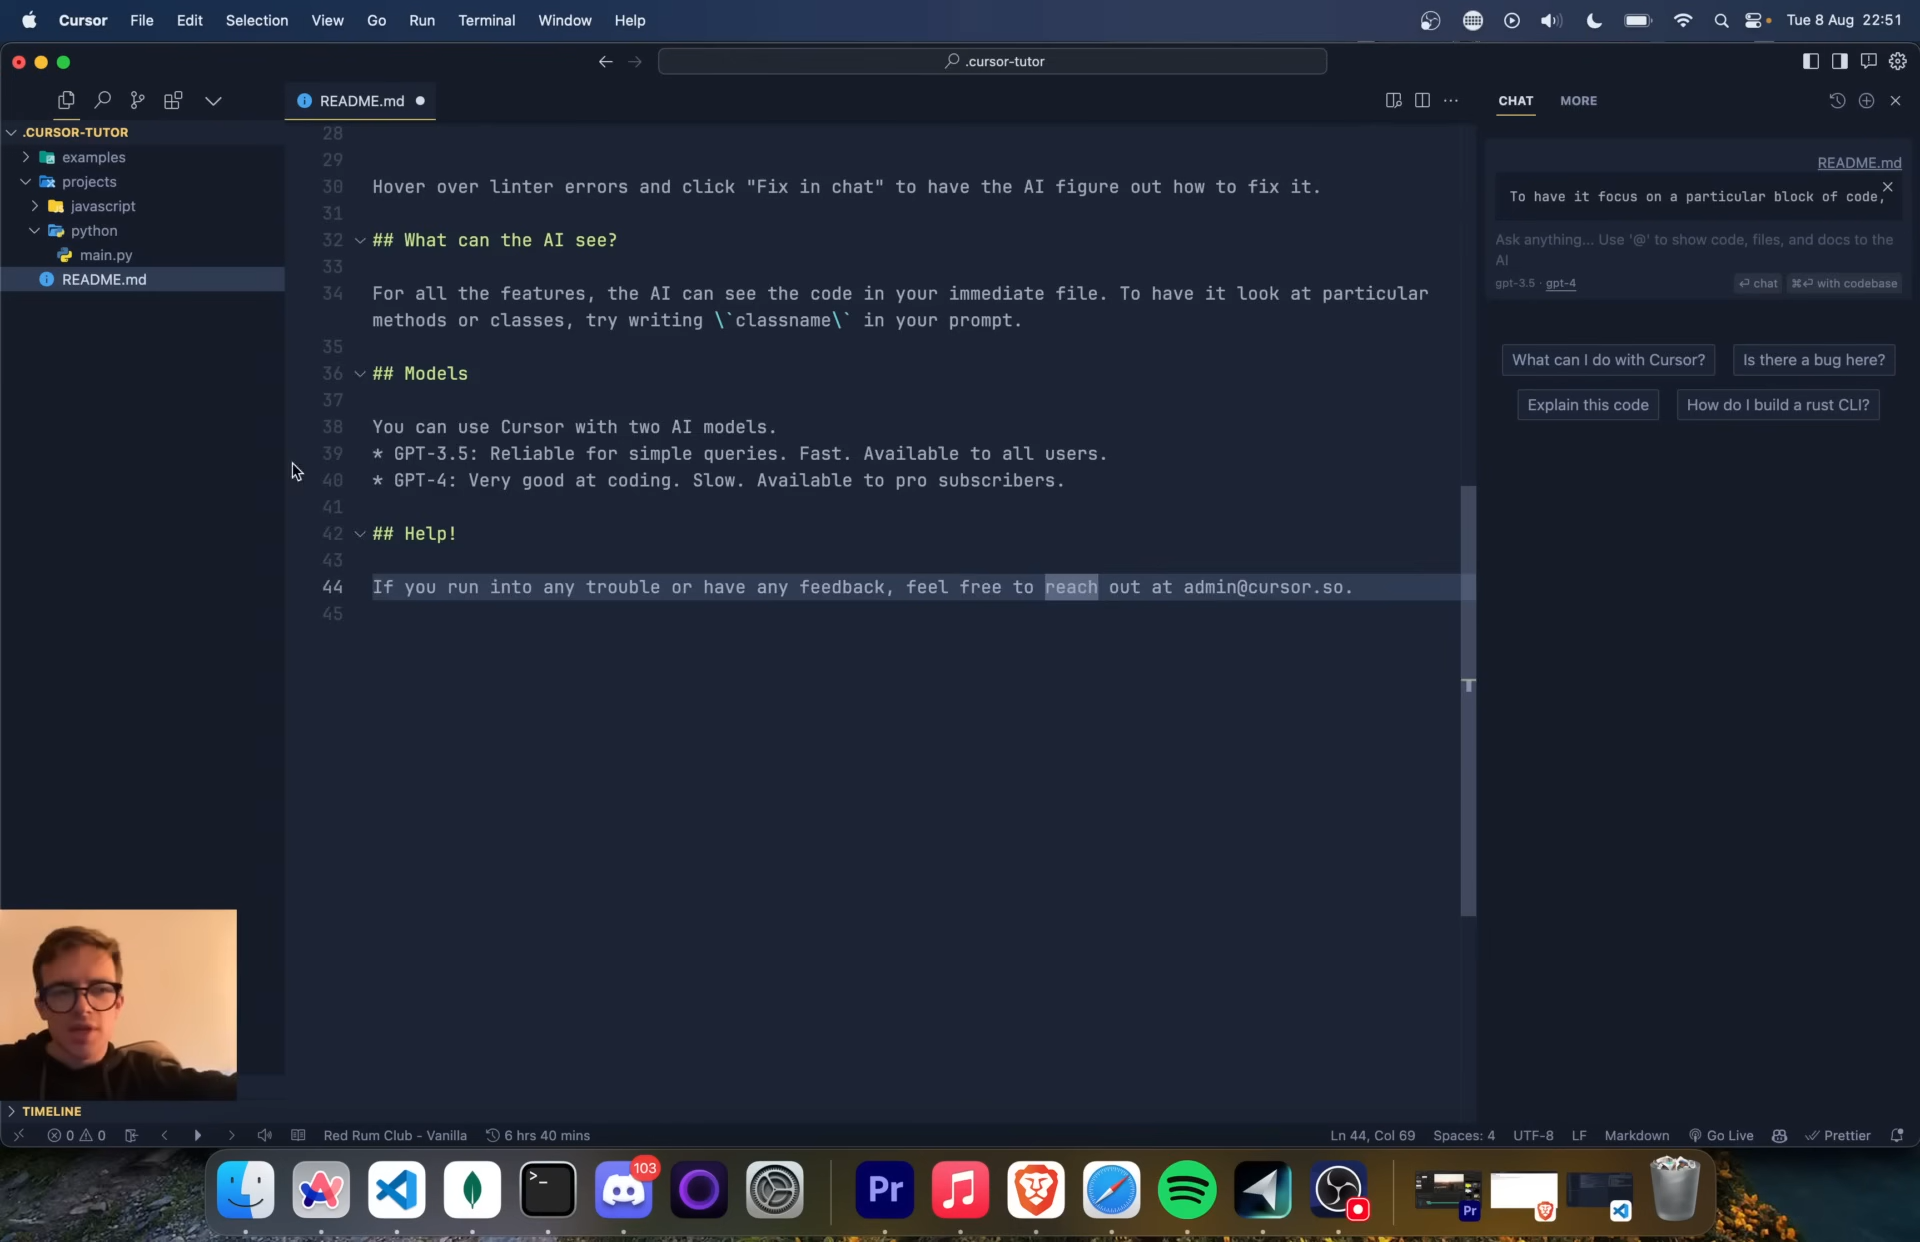 Cursor File Edit Selection View Go Run Terminal Window Help Tue 8 Aug 22:51
.cursor-tutor
README.md
CHAT MORE
.CURSOR-TUTOR
examples
projects
javascript
python
main.py
README.md
28
29
30 Hover over linter errors and click "Fix in chat" to have the AI figure out how to fix it.
31
32 ## What can the AI see?
33
34 For all the features, the AI can see the code in your immediate file. To have it look at particular
methods or classes, try writing \`classname\` in your prompt.
35
36 ## Models
37
38 You can use Cursor with two AI models.
39 * GPT-3.5: Reliable for simple queries. Fast. Available to all users.
40 * GPT-4: Very good at coding. Slow. Available to pro subscribers.
41
42 ## Help!
43
44 If you run into any trouble or have any feedback, feel free to reach out at admin@cursor.so.
45
README.md
To have it focus on a particular block of code,
Ask anything... Use '@' to show code, files, and docs to the
AI
gpt-3.5 · gpt-4 ⏎ chat ⌘⏎ with codebase
What can I do with Cursor? Is there a bug here?
Explain this code How do I build a rust CLI?
TIMELINE
0 0 Red Rum Club - Vanilla 6 hrs 40 mins Ln 44, Col 69 Spaces: 4 UTF-8 LF Markdown Go Live Prettier
103
>_
Pr
Pr